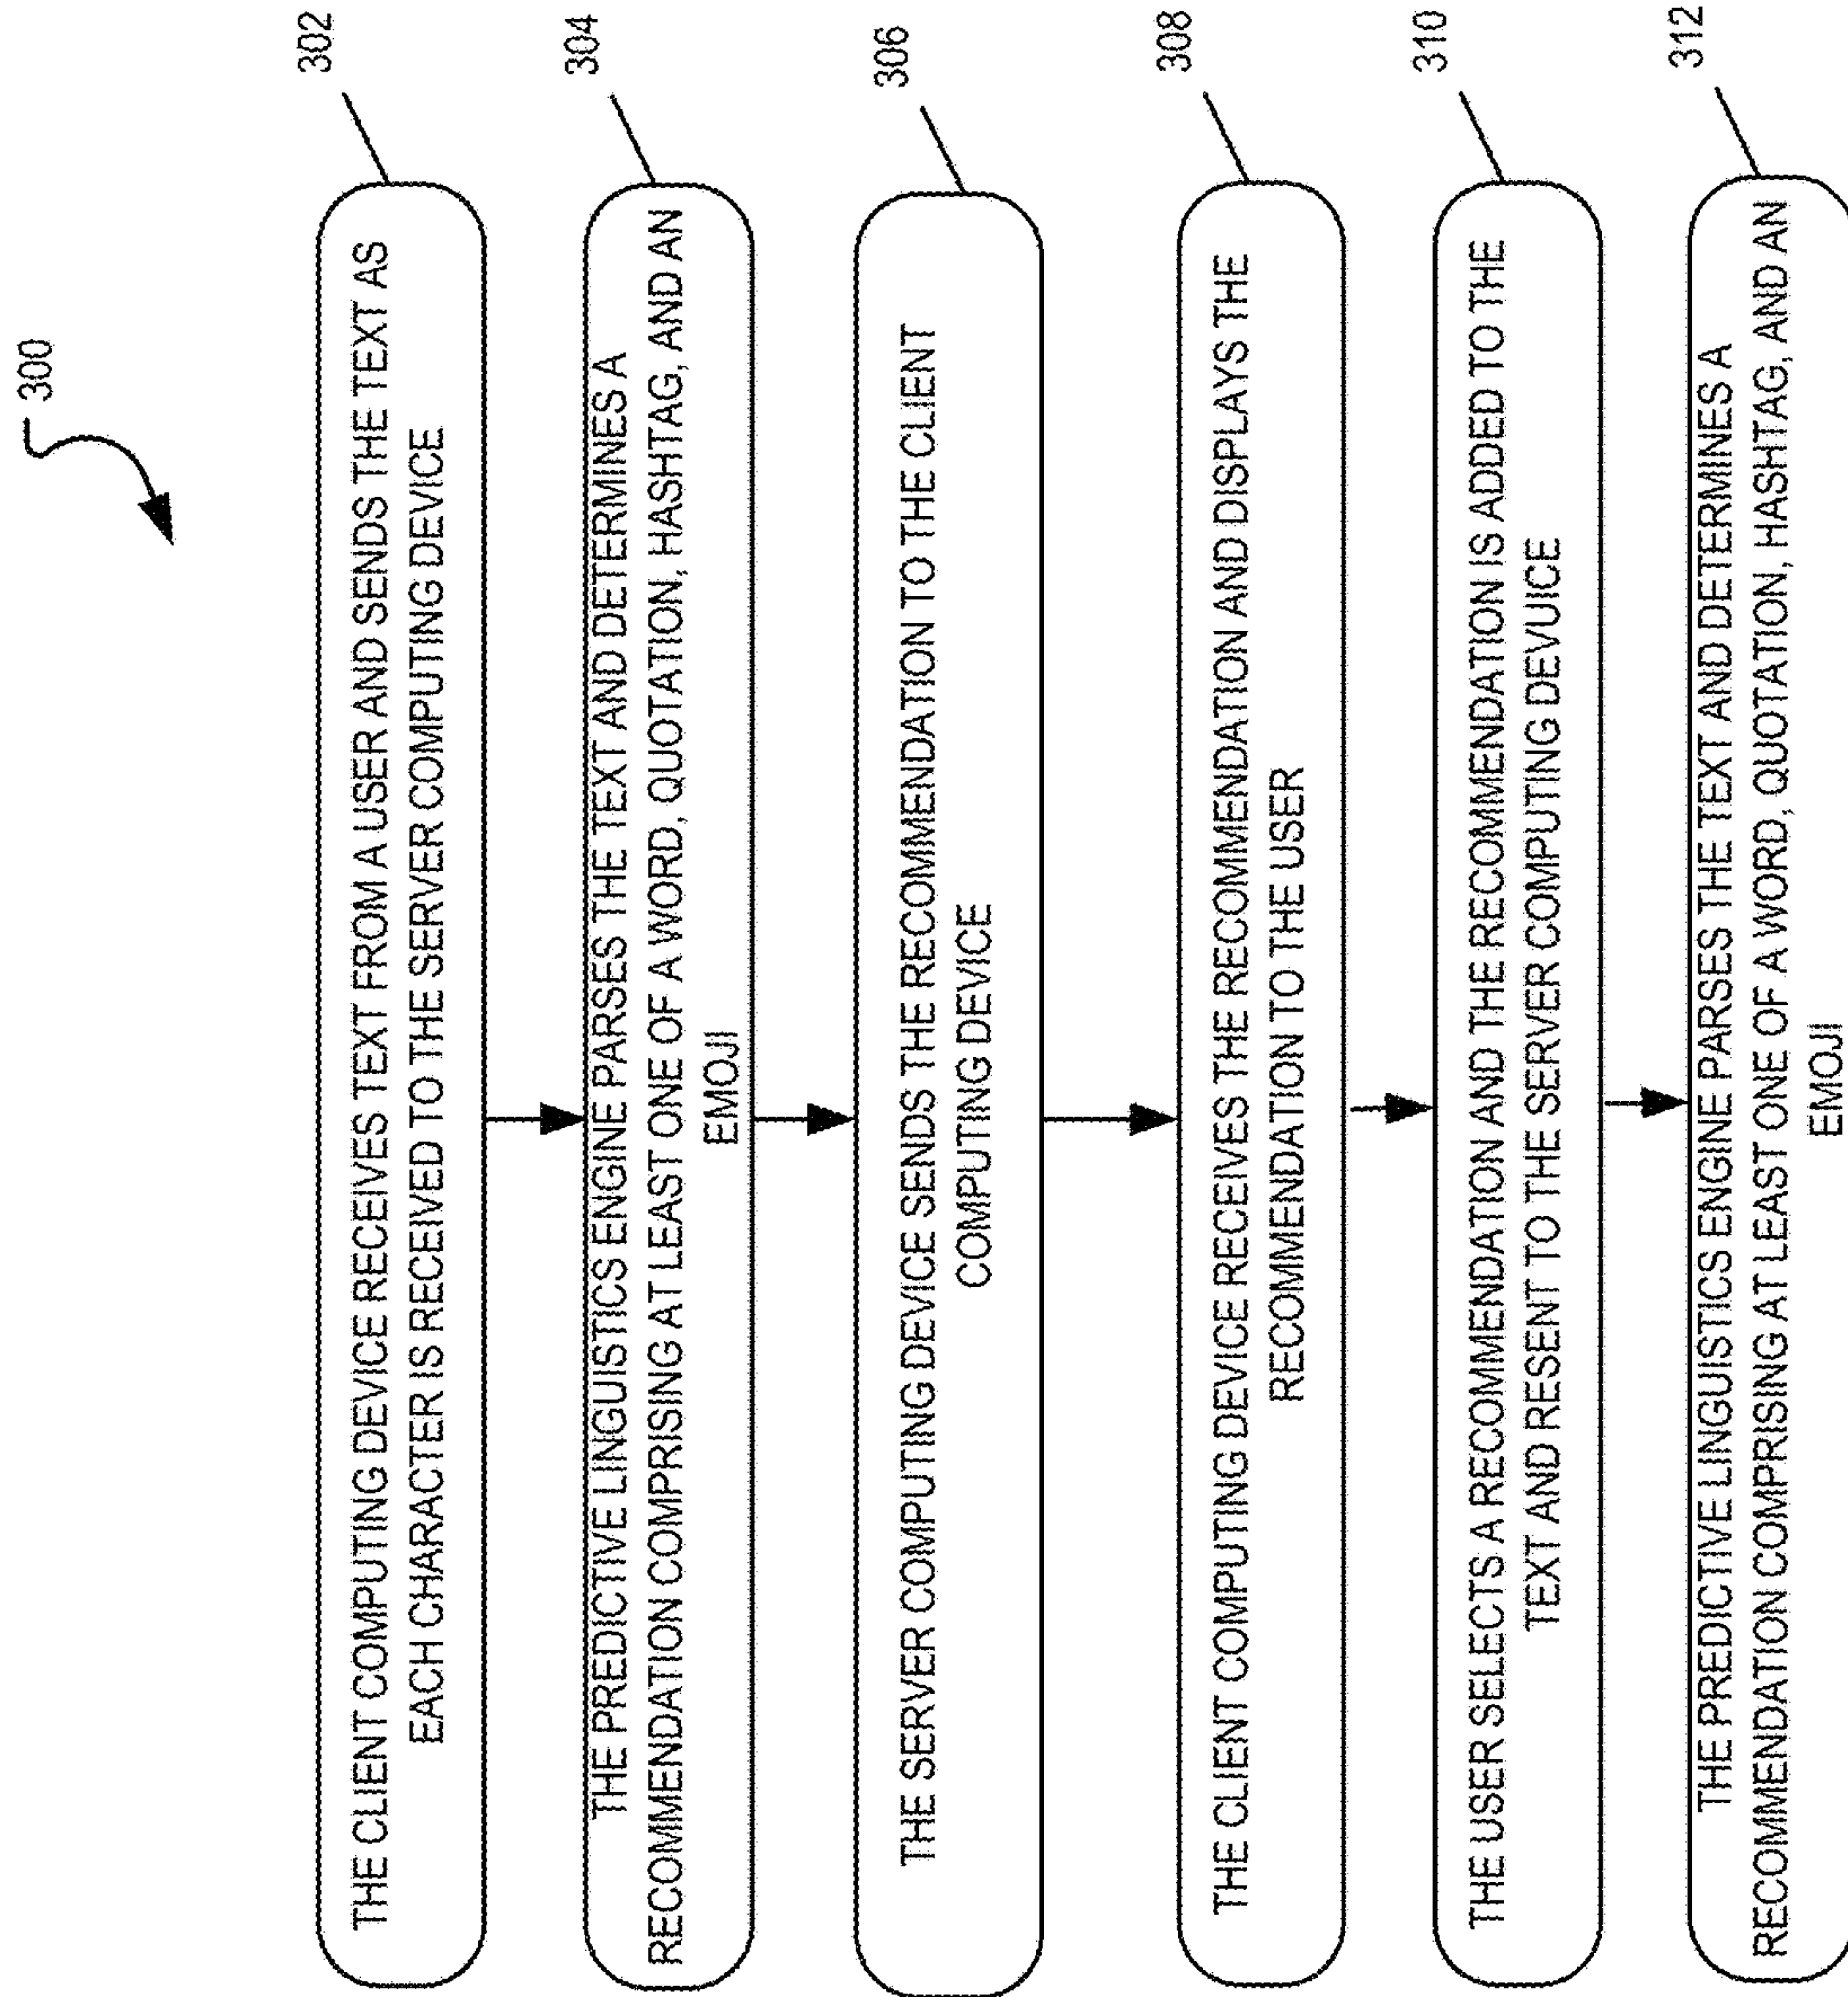 300
302
THE CLIENT COMPUTING DEVICE RECEIVES TEXT FROM A USER AND SENDS THE TEXT AS
EACH CHARACTER IS RECEIVED TO THE SERVER COMPUTING DEVICE
304
THE PREDICTIVE LINGUISTICS ENGINE PARSES THE TEXT AND DETERMINES A
RECOMMENDATION COMPRISING AT LEAST ONE OF A WORD, QUOTATION, HASHTAG, AND AN
EMOJI
306
THE SERVER COMPUTING DEVICE SENDS THE RECOMMENDATION TO THE CLIENT
COMPUTING DEVICE
308
THE CLIENT COMPUTING DEVICE RECEIVES THE RECOMMENDATION AND DISPLAYS THE
RECOMMENDATION TO THE USER
310
THE USER SELECTS A RECOMMENDATION AND THE RECOMMENDATION IS ADDED TO THE
TEXT AND RESENT TO THE SERVER COMPUTING DEVUICE
312
THE PREDICTIVE LINGUISTICS ENGINE PARSES THE TEXT AND DETERMINES A
RECOMMENDATION COMPRISING AT LEAST ONE OF A WORD, QUOTATION, HASHTAG, AND AN
EMOJI